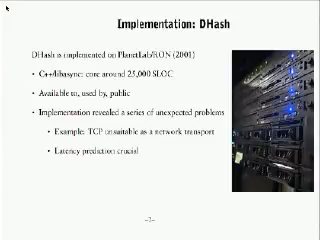 Implementation: DHash
DHash is implemented on PlanetLab/RON (2001)
• C++/libasync: core around 25,000 SLOC
• Available to, used by, public
• Implementation revealed a series of unexpected problems
• Example: TCP unsuitable as a network transport
• Latency prediction crucial